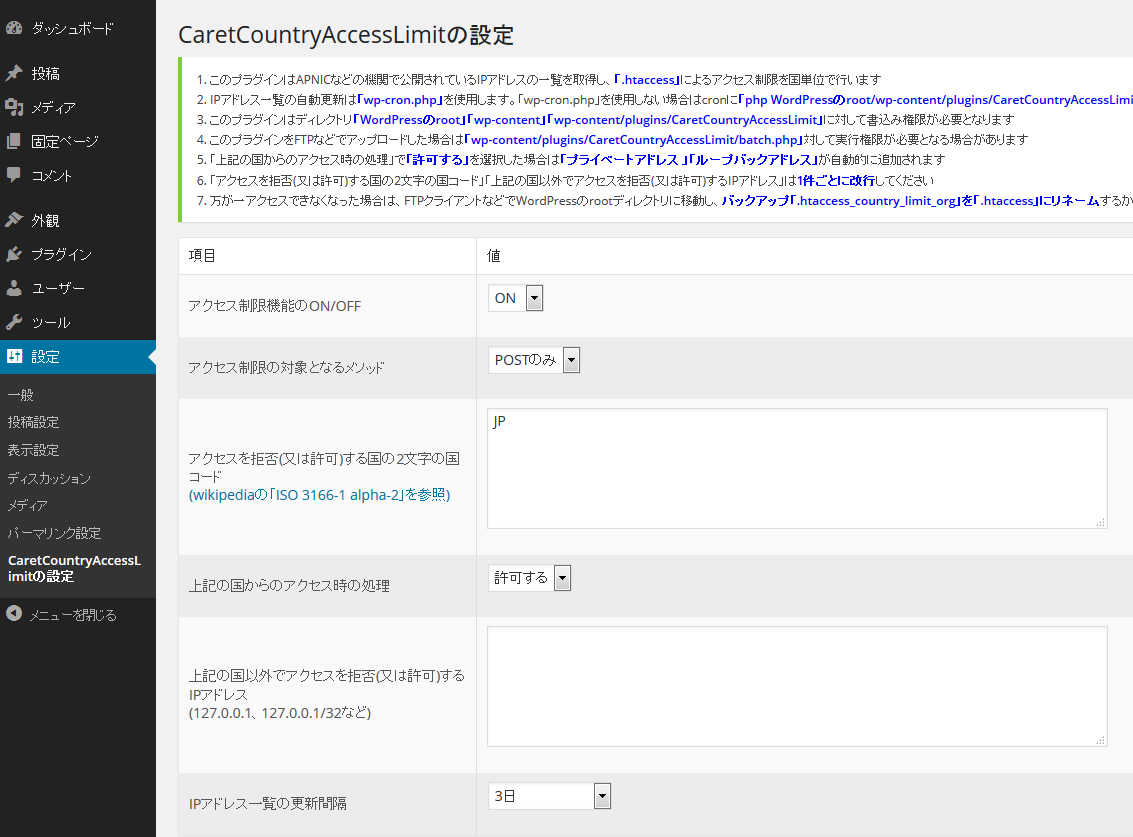 ダッシュボード
投稿
メディア
固定ページ
コメント
外観
プラグイン
ユーザー
ツール
設定
一般
投稿設定
表示設定
ディスカッション
メディア
パーマリンク設定
CaretCountryAccessL
imitの設定
メニューを閉じる
CaretCountryAccessLimitの設定
1. このプラグインはAPNICなどの機関で公開されているIPアドレスの一覧を取得し、「.htaccess」によるアクセス制限を国単位で行います
2. IPアドレス一覧の自動更新は「wp-cron.php」を使用します。「wp-cron.php」を使用しない場合はcronに「php WordPressのroot/wp-content/plugins/CaretCountryAccessLimi
3. このプラグインはディレクトリ「WordPressのroot」「wp-content」「wp-content/plugins/CaretCountryAccessLimit」に対して書込み権限が必要となります
4. このプラグインをFTPなどでアップロードした場合は「wp-content/plugins/CaretCountryAccessLimit/batch.php」対して実行権限が必要となる場合があります
5. 「上記の国からのアクセス時の処理」で「許可する」を選択した場合は「プライベートアドレス 」「ループバックアドレス」が自動的に追加されます
6. 「アクセスを拒否(又は許可)する国の2文字の国コード」「上記の国以外でアクセスを拒否(又は許可)するIPアドレス」は1件ごとに改行してください
7. 万が一アクセスできなくなった場合は、FTPクライアントなどでWordPressのrootディレクトリに移動し、バックアップ「.htaccess_country_limit_org」を「.htaccess」にリネームするか
項目 値
アクセス制限機能のON/OFF ON
アクセス制限の対象となるメソッド POSTのみ
アクセスを拒否(又は許可)する国の2文字の国
コード
(wikipediaの「ISO 3166-1 alpha-2」を参照)
JP
上記の国からのアクセス時の処理 許可する
上記の国以外でアクセスを拒否(又は許可)する
IPアドレス
(127.0.0.1、127.0.0.1/32など)
IPアドレス一覧の更新間隔 3日